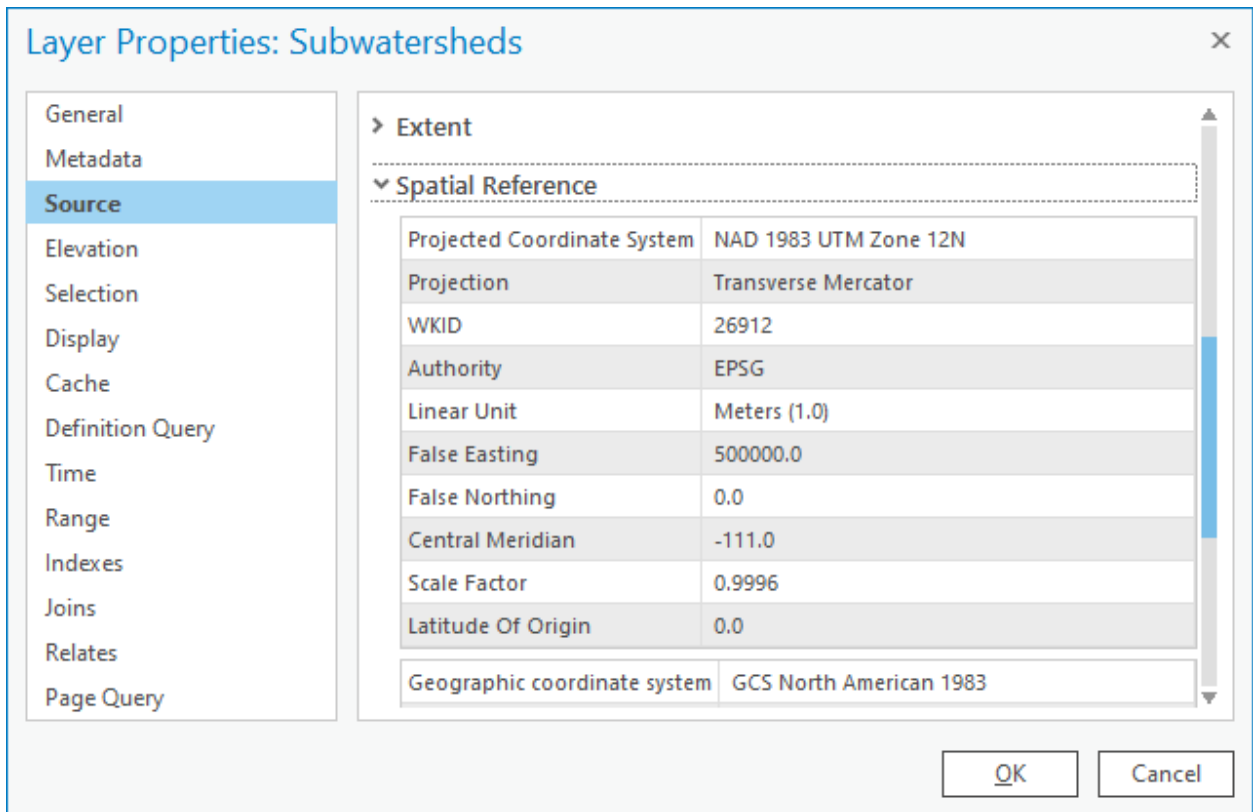 Layer Properties: Subwatersheds
General
Metadata
Source
Elevation
Selection
Display
Cache
Definition Query
Time
Range
Indexes
Joins
Relates
Page Query
Extent
Spatial Reference
Projected Coordinate System NAD 1983 UTM Zone 12N
Projection Transverse Mercator
WKID 26912
Authority EPSG
Linear Unit Meters (1.0)
False Easting 500000.0
False Northing 0.0
Central Meridian -111.0
Scale Factor 0.9996
Latitude Of Origin 0.0
Geographic coordinate system GCS North American 1983
OK Cancel